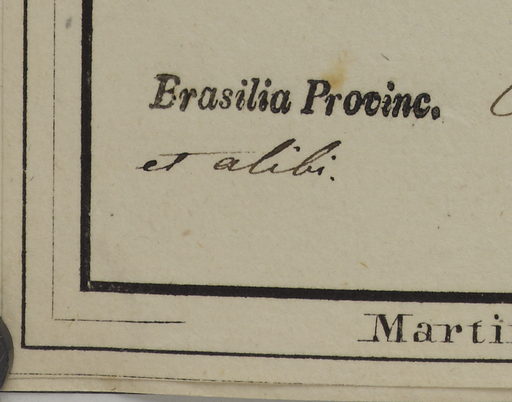 Brasilia Provinc.
et alibi.
Marti